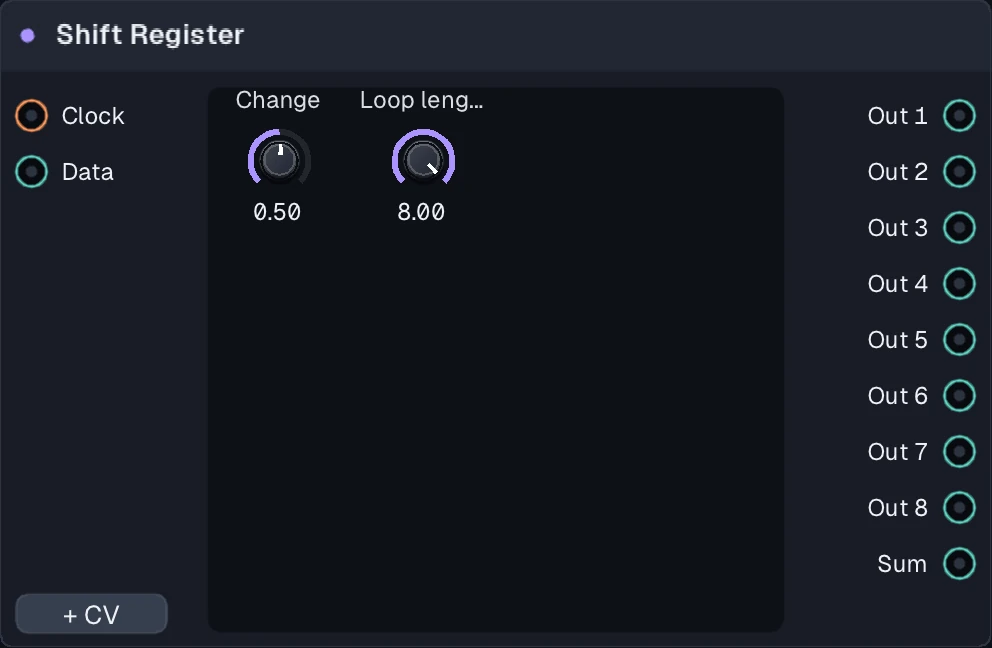 Shift Register
Clock
Data
Change
Loop leng...
0.50
8.00
Out 1
Out 2
Out 3
Out 4
Out 5
Out 6
Out 7
Out 8
Sum
+ CV